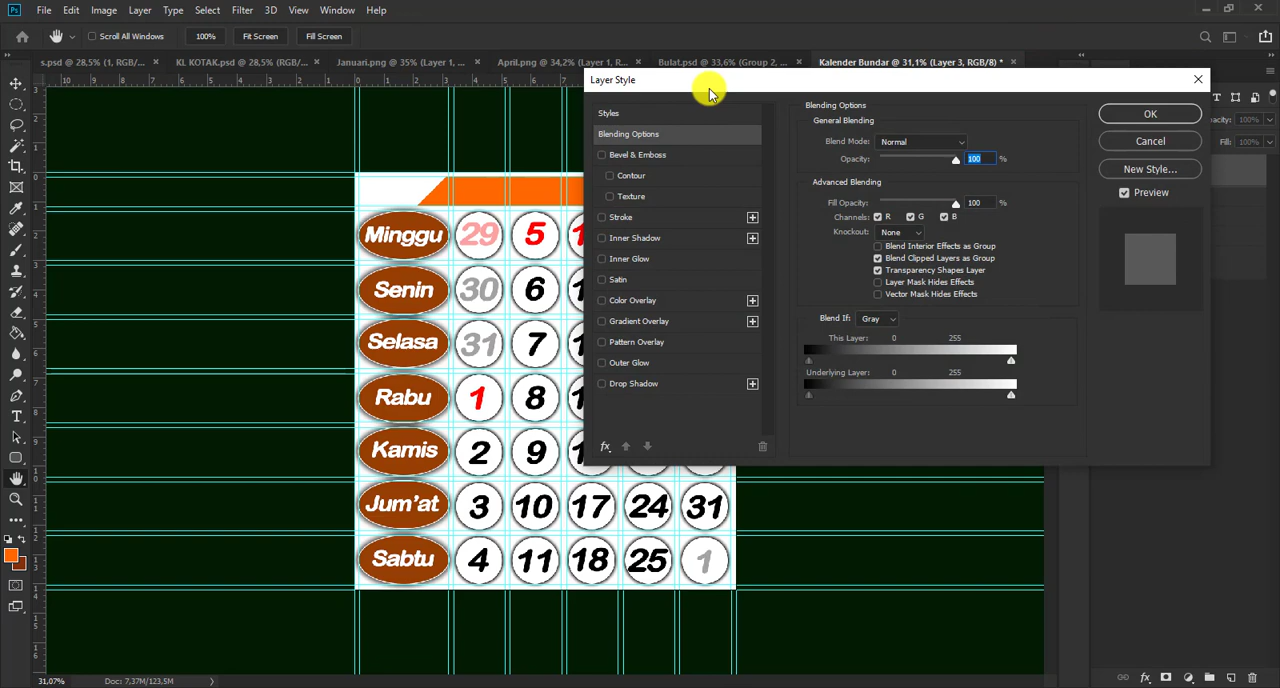 Ps File Edit Image Layer Type Select Filter 3D View Window Help
Scroll All Windows 100% Fit Screen Fill Screen
s.psd @ 28,5% (1, RGB/... × KL KOTAK.psd @ 28,5% (RGB/... × Januari.png @ 35% (Layer 1, ... × April.png @ 34,2% (Layer 1, R... × Bulat.psd @ 33,6% (Group 2, ... × Kalender Bundar @ 31,1% (Layer 3, RGB/8) * ×
Layer Style
Styles
Blending Options
Bevel & Emboss
Contour
Texture
Stroke
Inner Shadow
Inner Glow
Satin
Color Overlay
Gradient Overlay
Pattern Overlay
Outer Glow
Drop Shadow
fx
Blending Options
General Blending
Blend Mode: Normal
Opacity: 100 %
Advanced Blending
Fill Opacity: 100 %
Channels: R G B
Knockout: None
Blend Interior Effects as Group
Blend Clipped Layers as Group
Transparency Shapes Layer
Layer Mask Hides Effects
Vector Mask Hides Effects
Blend If: Gray
This Layer: 0 255
Underlying Layer: 0 255
OK
Cancel
New Style...
Preview
pacity: 100%
Fill: 100%
Minggu 29 5
Senin 30 6
Selasa 31 7
Rabu 1 8
Kamis 2 9
Jum'at 3 10 17 24 31
Sabtu 4 11 18 25 1
31,07% Doc: 7,37M/123,5M